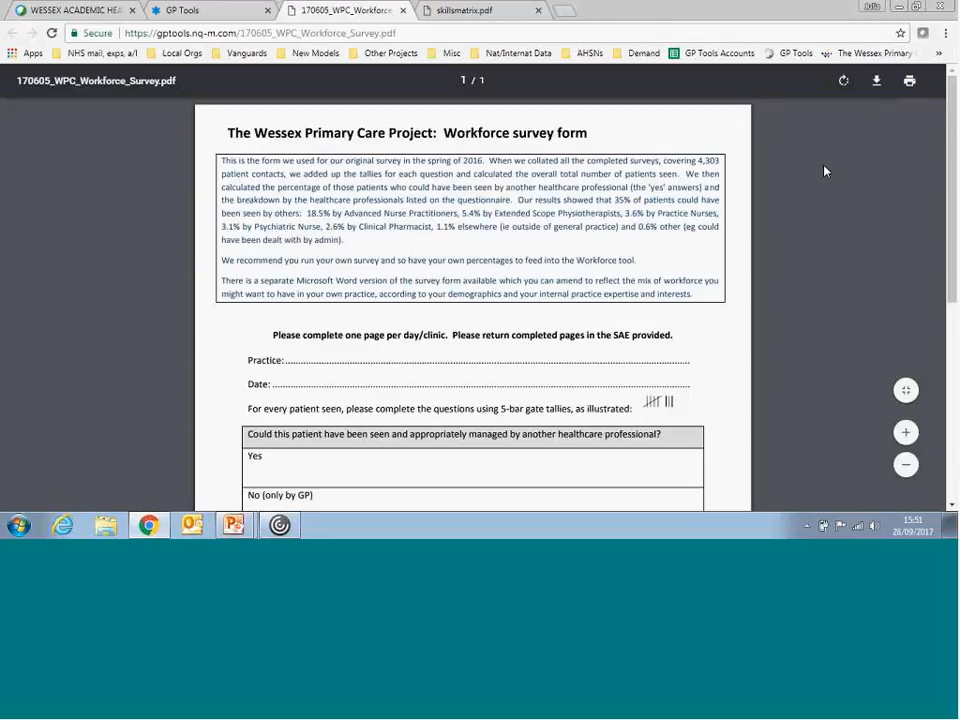 WESSEX ACADEMIC HEA
GP Tools
170605_WPC_Workforce
skillsmatrix.pdf
Julia
Secure
https://gptools.nq-m.com/170605_WPC_Workforce_Survey.pdf
Apps
NHS mail, exps, a/l
Local Orgs
Vanguards
New Models
Other Projects
Misc
Nat/Internat Data
AHSNs
Demand
GP Tools Accounts
GP Tools
The Wessex Primary
»
170605_WPC_Workforce_Survey.pdf
1 / 1
The Wessex Primary Care Project: Workforce survey form
This is the form we used for our original survey in the spring of 2016. When we collated all the completed surveys, covering 4,303
patient contacts, we added up the tallies for each question and calculated the overall total number of patients seen. We then
calculated the percentage of those patients who could have been seen by another healthcare professional (the 'yes' answers) and
the breakdown by the healthcare professionals listed on the questionnaire. Our results showed that 35% of patients could have
been seen by others: 18.5% by Advanced Nurse Practitioners, 5.4% by Extended Scope Physiotherapists, 3.6% by Practice Nurses,
3.1% by Psychiatric Nurse, 2.6% by Clinical Pharmacist, 1.1% elsewhere (ie outside of general practice) and 0.6% other (eg could
have been dealt with by admin).
We recommend you run your own survey and so have your own percentages to feed into the Workforce tool.
There is a separate Microsoft Word version of the survey form available which you can amend to reflect the mix of workforce you
might want to have in your own practice, according to your demographics and your internal practice expertise and interests.
Please complete one page per day/clinic. Please return completed pages in the SAE provided.
Practice:
Date:
For every patient seen, please complete the questions using 5-bar gate tallies, as illustrated:
Could this patient have been seen and appropriately managed by another healthcare professional?
Yes
No (only by GP)
15:51
28/09/2017